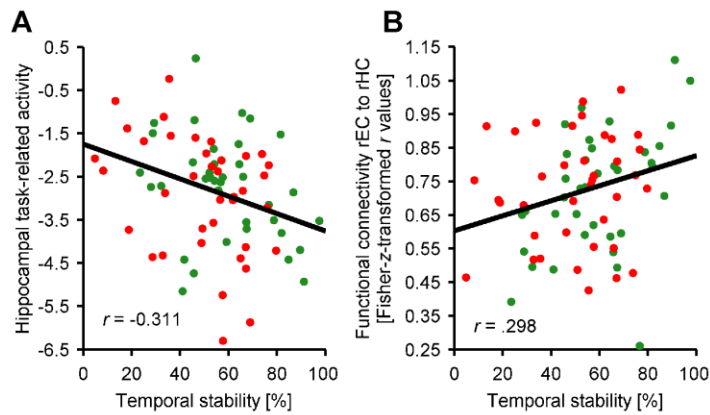 A
Hippocampal task-related activity
0.5
-0.5
-1.5
-2.5
-3.5
-4.5
-5.5
-6.5
r = -0.311
0 20 40 60 80 100
Temporal stability [%]
B
Functional connectivity rEC to rHC
[Fisher-z-transformed r values]
1.15
1.05
0.95
0.85
0.75
0.65
0.55
0.45
0.35
0.25
r = .298
0 20 40 60 80 100
Temporal stability [%]